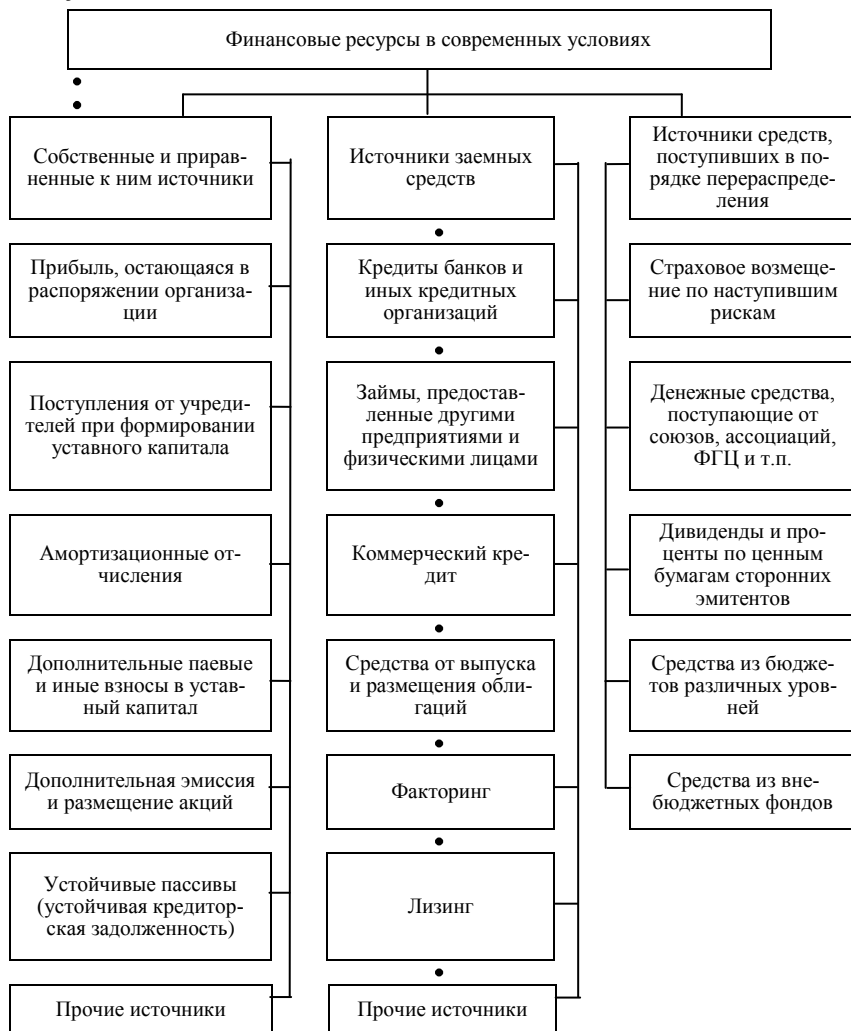 Финансовые ресурсы в современных условиях
Собственные и прирав-
ненные к ним источники
Прибыль, остающаяся в
распоряжении организа-
ции
Поступления от учреди-
телей при формировании
уставного капитала
Амортизационные от-
числения
Дополнительные паевые
и иные взносы в устав-
ный капитал
Дополнительная эмиссия
и размещение акций
Устойчивые пассивы
(устойчивая кредитор-
ская задолженность)
Прочие источники
Источники заемных
средств
Кредиты банков и
иных кредитных
организаций
Займы, предостав-
ленные другими
предприятиями и
физическими лицами
Коммерческий кре-
дит
Средства от выпуска
и размещения обли-
гаций
Факторинг
Лизинг
Прочие источники
Источники средств,
поступивших в по-
рядке перераспреде-
ления
Страховое возмеще-
ние по наступившим
рискам
Денежные средства,
поступающие от
союзов, ассоциаций,
ФГЦ и т.п.
Дивиденды и про-
центы по ценным
бумагам сторонних
эмитентов
Средства из бюдже-
тов различных уров-
ней
Средства из вне-
бюджетных фондов